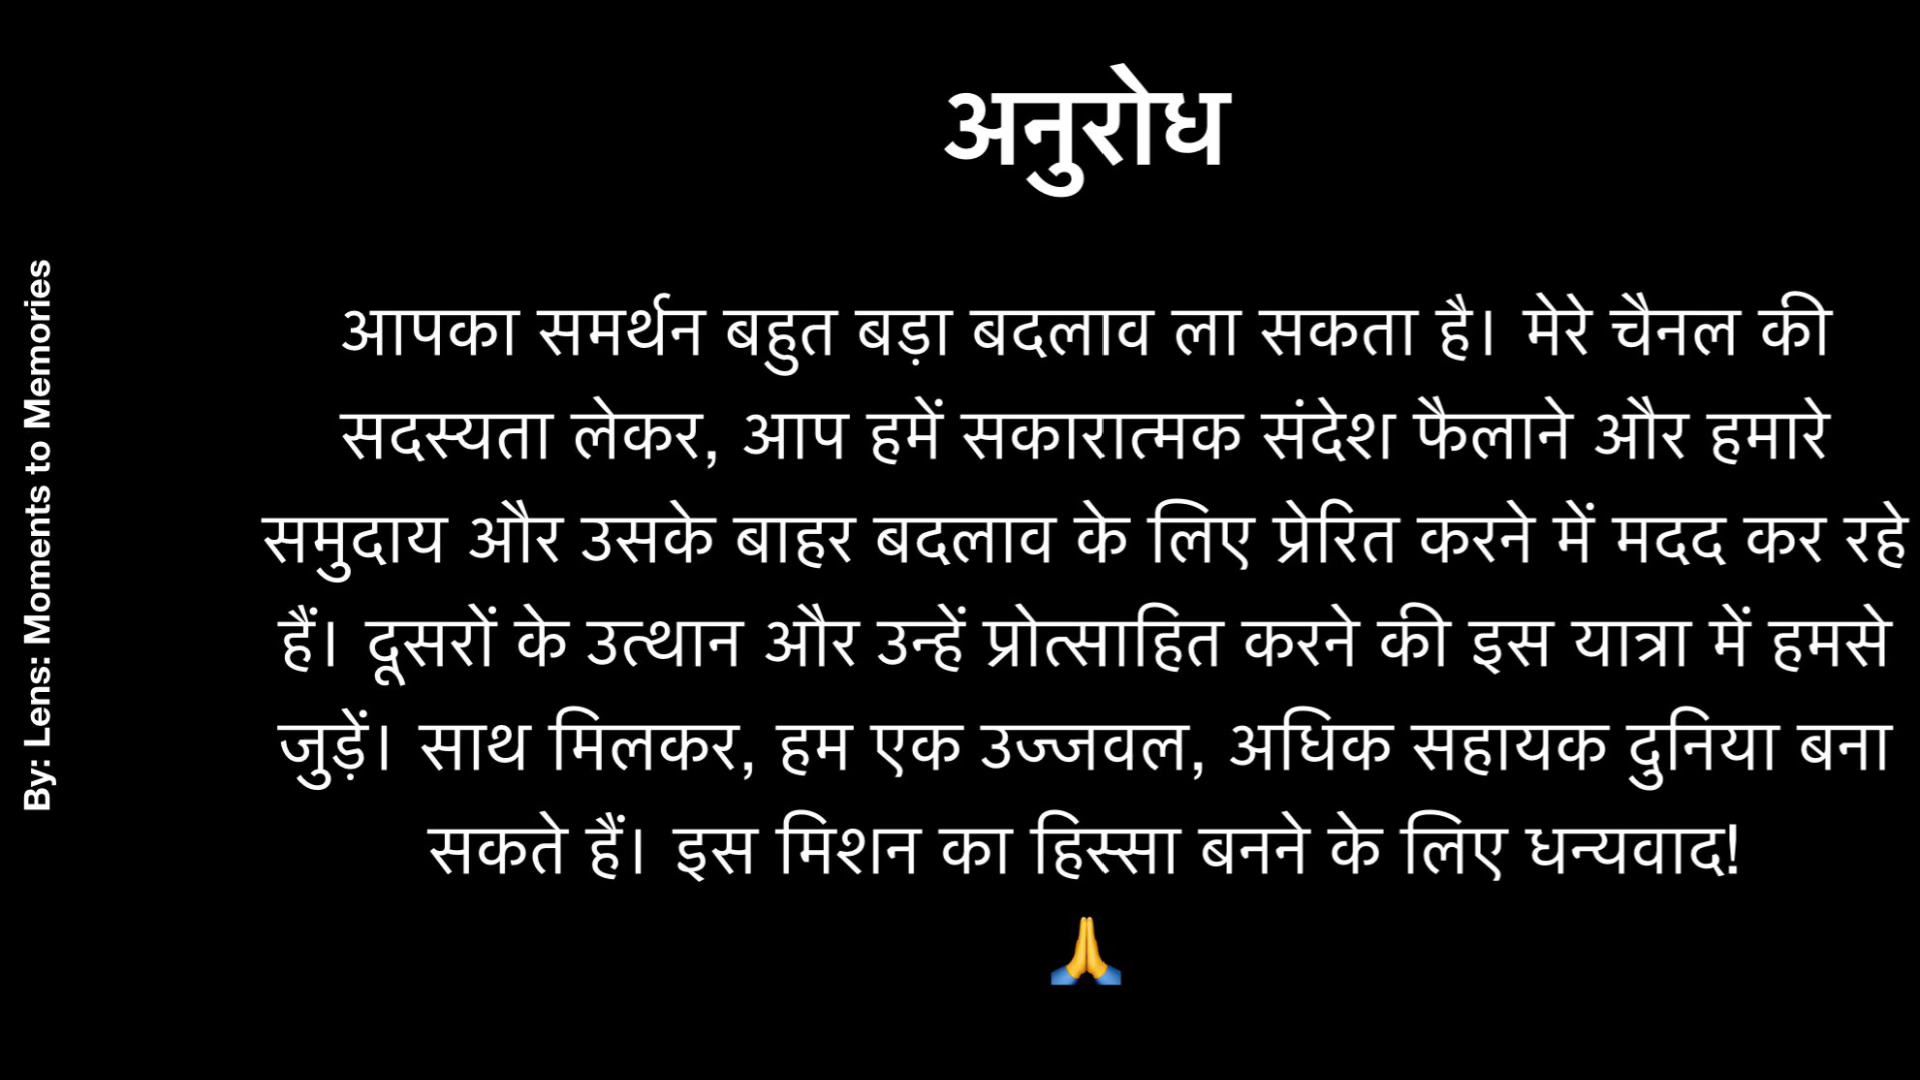 अनुरोध
आपका समर्थन बहुत बड़ा बदलाव ला सकता है। मेरे चैनल की
सदस्यता लेकर, आप हमें सकारात्मक संदेश फैलाने और हमारे
समुदाय और उसके बाहर बदलाव के लिए प्रेरित करने में मदद कर रहे
हैं। दूसरों के उत्थान और उन्हें प्रोत्साहित करने की इस यात्रा में हमसे
जुड़ें। साथ मिलकर, हम एक उज्जवल, अधिक सहायक दुनिया बना
सकते हैं। इस मिशन का हिस्सा बनने के लिए धन्यवाद!
🙏
By: Lens: Moments to Memories